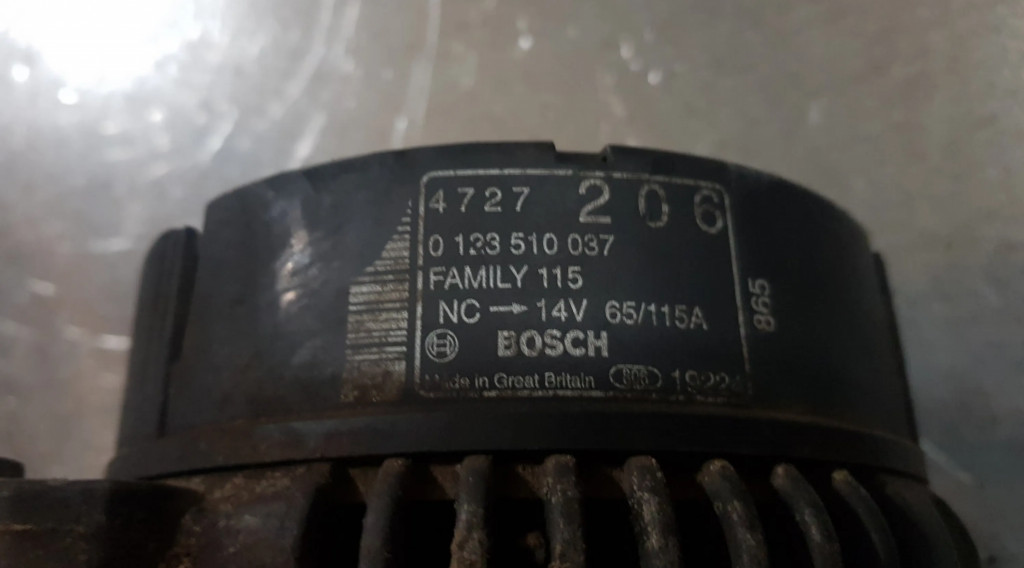 4727 206
0 123 510 037
FAMILY 115
NC → 14V 65/115A
BOSCH
Made in Great Britain
865